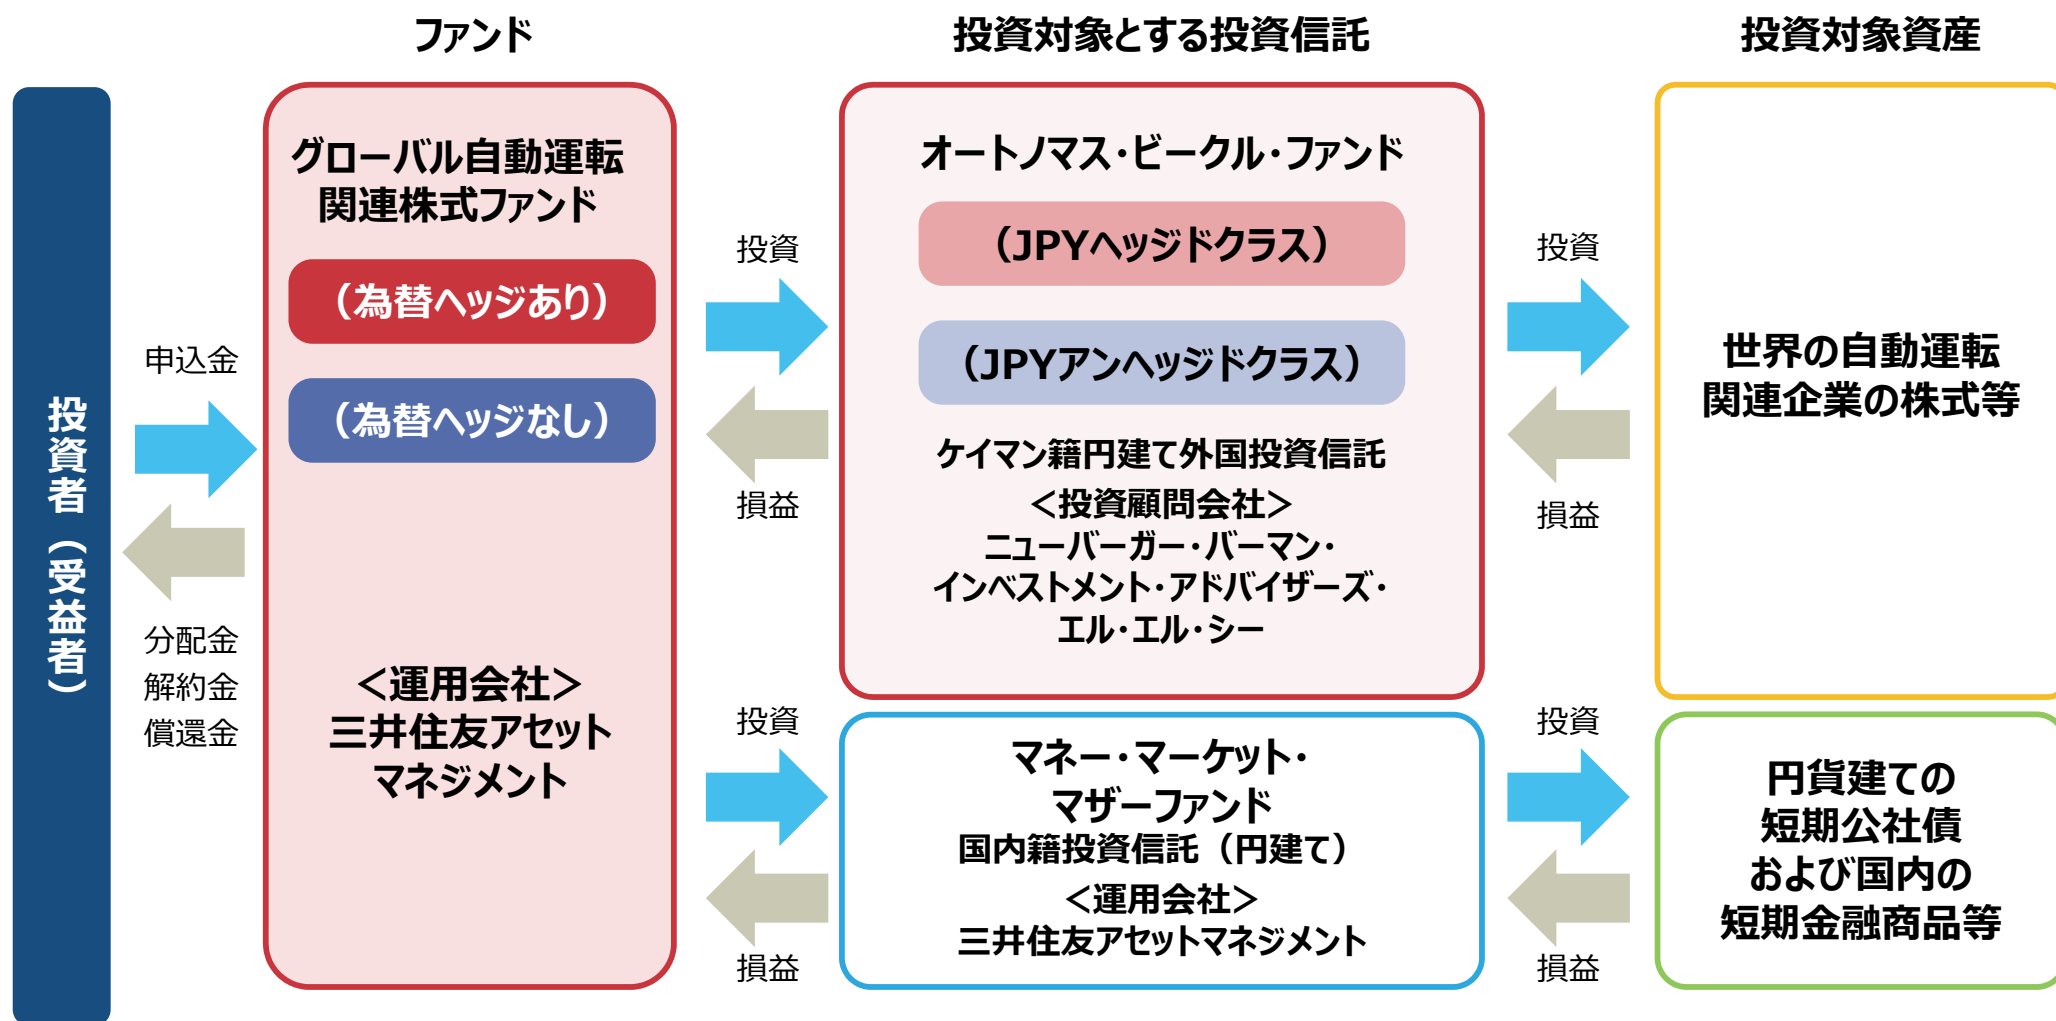 ファンド
投資対象とする投資信託
投資対象資産
投資者（受益者）
申込金
分配金
解約金
償還金
グローバル自動運転
関連株式ファンド
（為替ヘッジあり）
（為替ヘッジなし）
＜運用会社＞
三井住友アセット
マネジメント
投資
損益
投資
損益
オートノマス・ビークル・ファンド
（JPYヘッジドクラス）
（JPYアンヘッジドクラス）
ケイマン籍円建て外国投資信託
＜投資顧問会社＞
ニューバーガー・バーマン・
インベストメント・アドバイザーズ・
エル・エル・シー
マネー・マーケット・
マザーファンド
国内籍投資信託（円建て）
＜運用会社＞
三井住友アセットマネジメント
投資
損益
投資
損益
世界の自動運転
関連企業の株式等
円貨建ての
短期公社債
および国内の
短期金融商品等